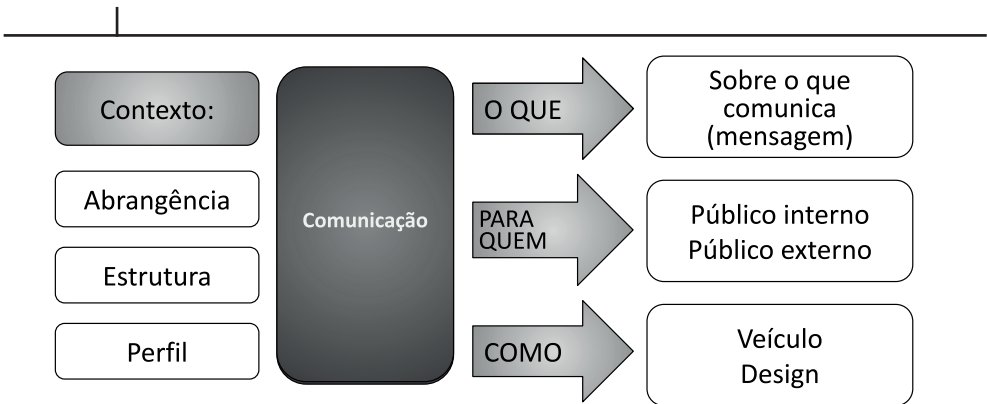 Contexto:
Abrangência
Estrutura
Perfil
Comunicação
O QUE
Sobre o que
comunica
(mensagem)
PARA
QUEM
Público interno
Público externo
COMO
Veículo
Design